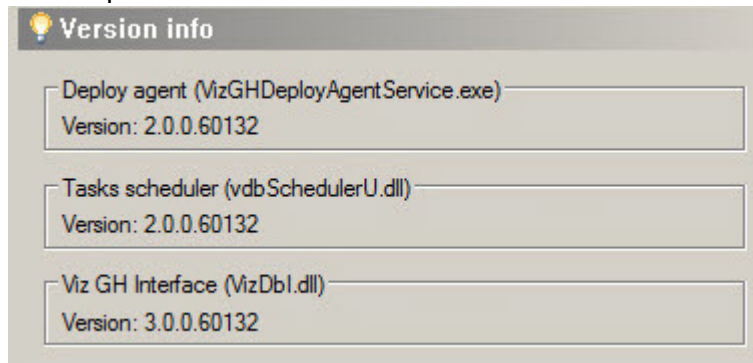 Version info
Deploy agent (VizGHDeployAgentService.exe)
Version: 2.0.0.60132
Tasks scheduler (vdbSchedulerU.dll)
Version: 2.0.0.60132
Viz GH Interface (VizDbI.dll)
Version: 3.0.0.60132